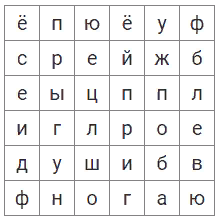 ё п ю ё у ф
с р е й ж б
е ы ц п п л
и г л р о е
д у ш и б в
ф н о г а ю